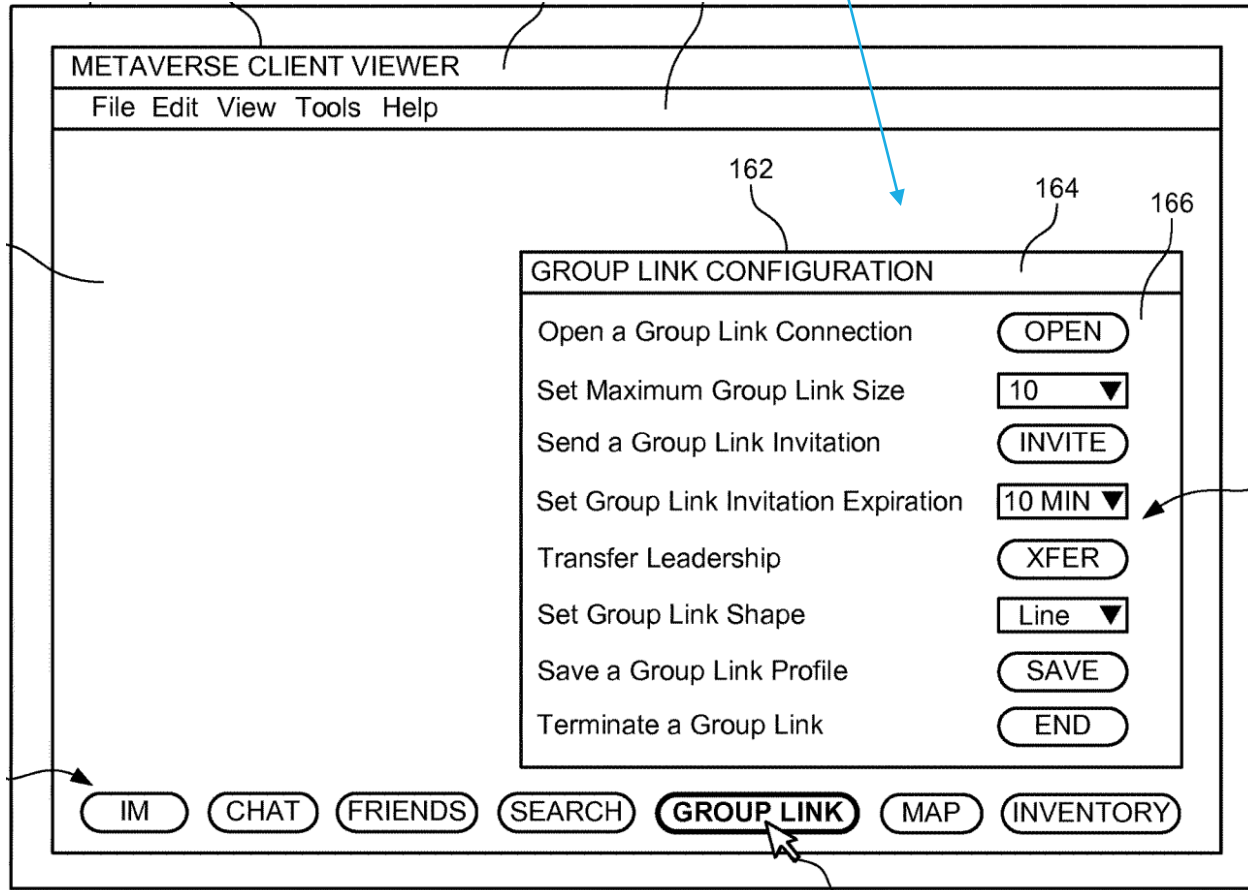 METAVERSE CLIENT VIEWER
File Edit View Tools Help
162
164
166
GROUP LINK CONFIGURATION
Open a Group Link Connection OPEN
Set Maximum Group Link Size 10
Send a Group Link Invitation INVITE
Set Group Link Invitation Expiration 10 MIN
Transfer Leadership XFER
Set Group Link Shape Line
Save a Group Link Profile SAVE
Terminate a Group Link END
IM CHAT FRIENDS SEARCH GROUP LINK MAP INVENTORY